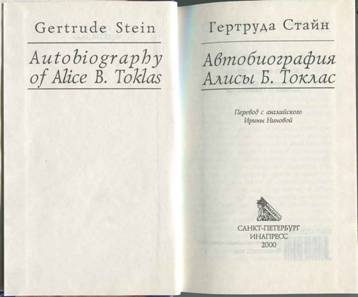 Gertrude Stein
Autobiography
of Alice B. Toklas
Гертруда Стайн
Автобиография
Алисы Б. Токлас
Перевод с английского
Ирины Ниновой
САНКТ-ПЕТЕРБУРГ
ИНАПРЕСС
2000